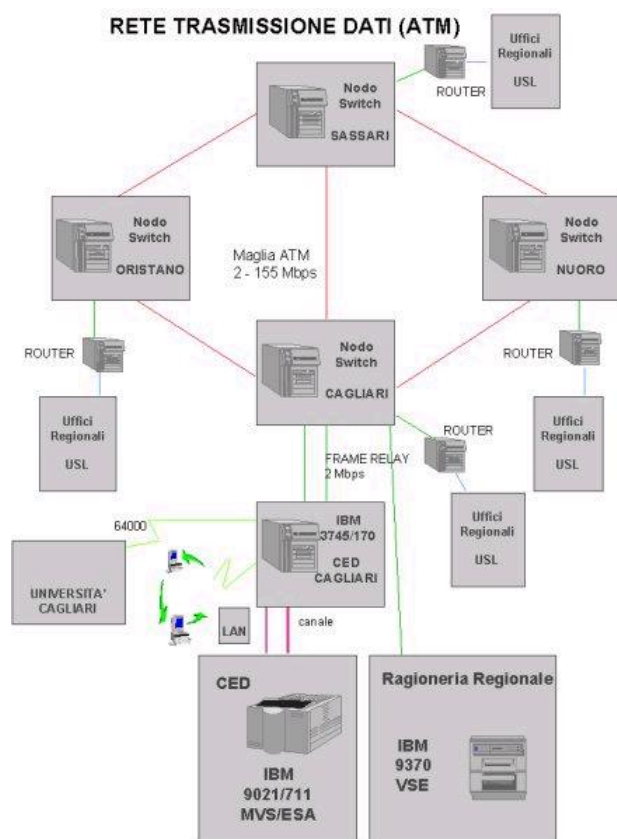 RETE TRASMISSIONE DATI (ATM)
Uffici
Regionali
USL
ROUTER
Nodo
Switch
SASSARI
Nodo
Switch
ORISTANO
Maglia ATM
2 - 155 Mbps
Nodo
Switch
NUORO
ROUTER
Nodo
Switch
CAGLIARI
ROUTER
Uffici
Regionali
USL
ROUTER
Uffici
Regionali
USL
FRAME RELAY
2 Mbps
Uffici
Regionali
USL
64000
IBM
3745/170
CED
CAGLIARI
UNIVERSITA'
CAGLIARI
LAN
canale
CED
IBM
9021/711
MVS/ESA
Ragioneria Regionale
IBM
9370
VSE